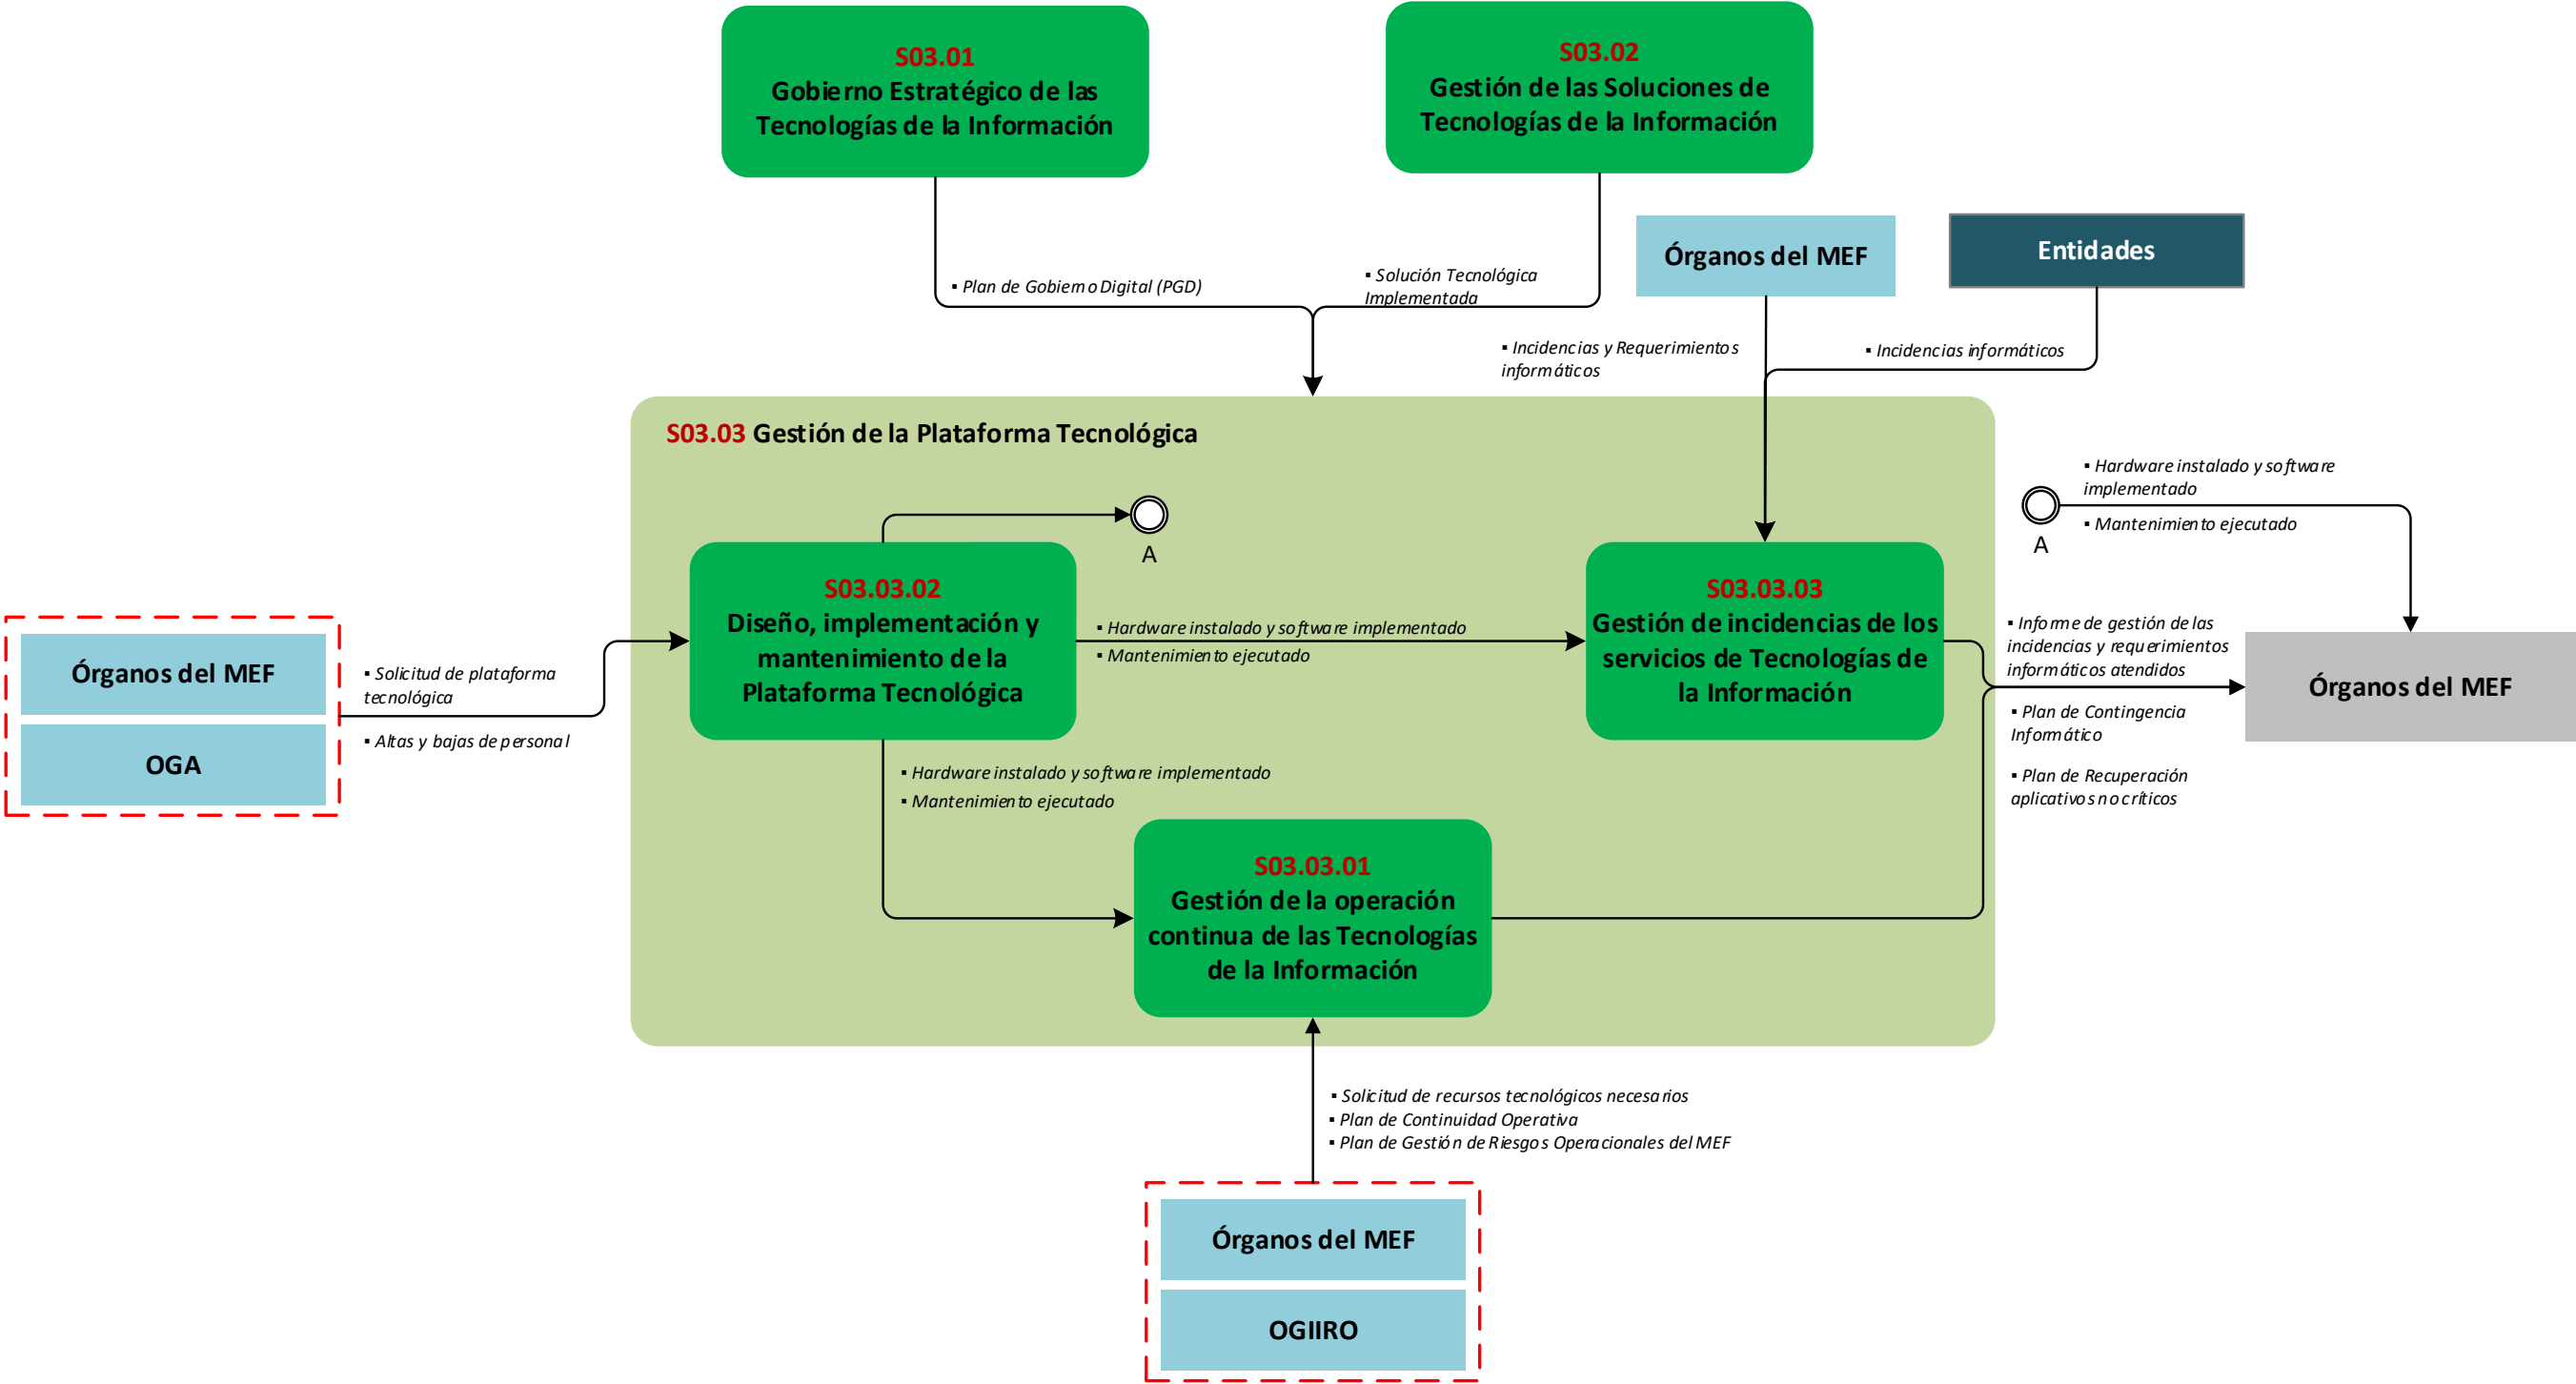 S03.01
Gobierno Estratégico de las
Tecnologías de la Información
S03.02
Gestión de las Soluciones de
Tecnologías de la Información
Órganos del MEF
Entidades
▪ Plan de Gobierno Digital (PGD)
▪ Solución Tecnológica
Implementada
▪ Incidencias y Requerimientos
informáticos
▪ Incidencias informáticos
S03.03 Gestión de la Plataforma Tecnológica
A
▪ Hardware instalado y software
implementado
▪ Mantenimiento ejecutado
A
S03.03.02
Diseño, implementación y
mantenimiento de la
Plataforma Tecnológica
▪ Hardware instalado y software implementado
▪ Mantenimiento ejecutado
S03.03.03
Gestión de incidencias de los
servicios de Tecnologías de
la Información
▪ Informe de gestión de las
incidencias y requerimientos
informáticos atendidos
▪ Plan de Contingencia
Informático
▪ Plan de Recuperación
aplicativos no críticos
Órganos del MEF
Órganos del MEF
OGA
▪ Solicitud de plataforma
tecnológica
▪ Altas y bajas de personal
▪ Hardware instalado y software implementado
▪ Mantenimiento ejecutado
S03.03.01
Gestión de la operación
continua de las Tecnologías
de la Información
▪ Solicitud de recursos tecnológicos necesarios
▪ Plan de Continuidad Operativa
▪ Plan de Gestión de Riesgos Operacionales del MEF
Órganos del MEF
OGIIRO